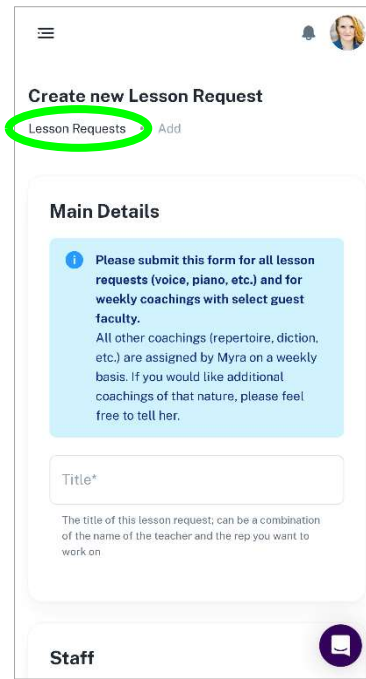 Create new Lesson Request
Lesson Requests • Add
Main Details
Please submit this form for all lesson
requests (voice, piano, etc.) and for
weekly coachings with select guest
faculty.
All other coachings (repertoire, diction,
etc.) are assigned by Myra on a weekly
basis. If you would like additional
coachings of that nature, please feel
free to tell her.
Title*
The title of this lesson request; can be a combination
of the name of the teacher and the rep you want to
work on
Staff